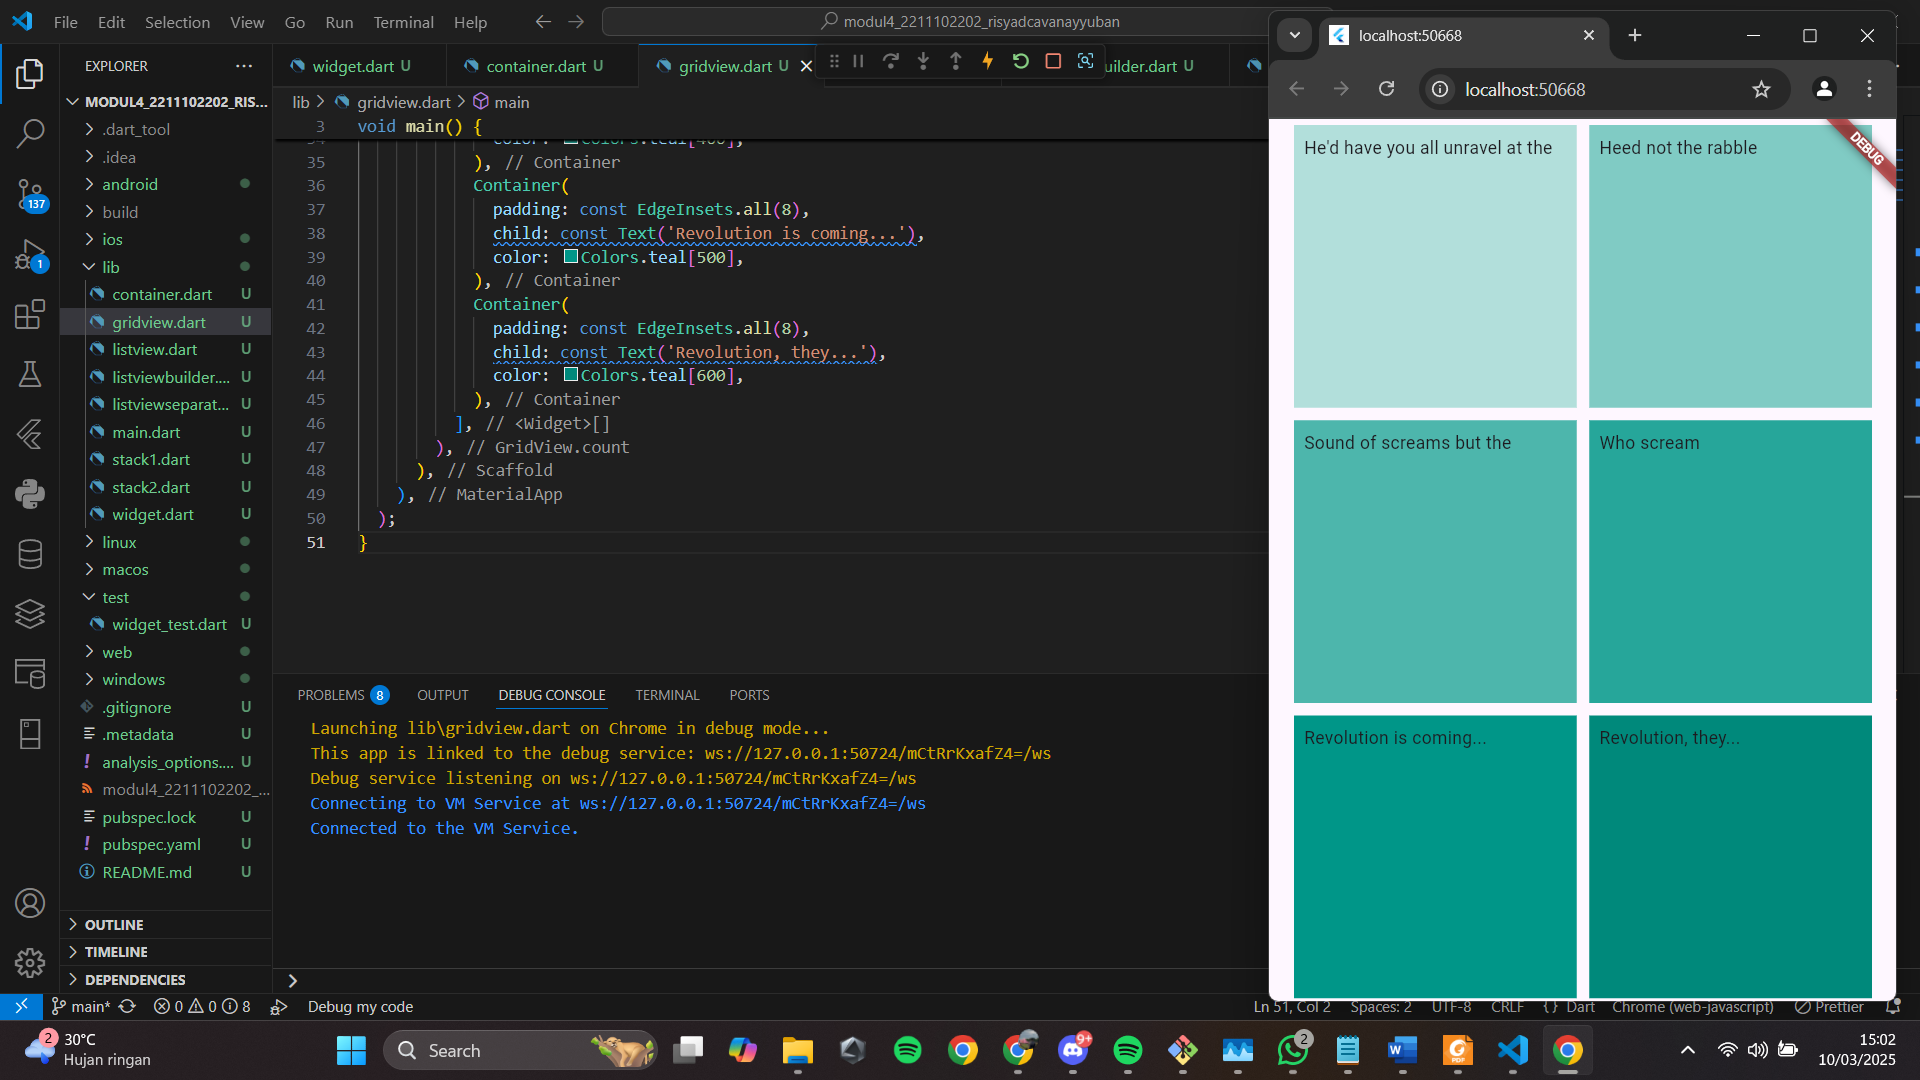 File Edit Selection View Go Run Terminal Help
modul4_2211102202_risyadcavanayyuban
EXPLORER
MODUL4_2211102202_RIS...
.dart_tool
.idea
android
build
ios
lib
container.dart U
gridview.dart U
listview.dart U
listviewbuilder.... U
listviewseparat... U
main.dart U
stack1.dart U
stack2.dart U
widget.dart U
linux
macos
test
widget_test.dart U
web
windows
.gitignore U
.metadata U
analysis_options.... U
modul4_2211102202_...
pubspec.lock U
pubspec.yaml U
README.md U
OUTLINE
TIMELINE
DEPENDENCIES
137
1
widget.dart U
container.dart U
gridview.dart U
uilder.dart U
lib > gridview.dart > main
3 void main() {
35 ), // Container
36 Container(
37 padding: const EdgeInsets.all(8),
38 child: const Text('Revolution is coming...'),
39 color: Colors.teal[500],
40 ), // Container
41 Container(
42 padding: const EdgeInsets.all(8),
43 child: const Text('Revolution, they...'),
44 color: Colors.teal[600],
45 ), // Container
46 ], // <Widget>[]
47 ), // GridView.count
48 ), // Scaffold
49 ), // MaterialApp
50 );
51 }
PROBLEMS 8 OUTPUT DEBUG CONSOLE TERMINAL PORTS
Launching lib\gridview.dart on Chrome in debug mode...
This app is linked to the debug service: ws://127.0.0.1:50724/mCtRrKxafZ4=/ws
Debug service listening on ws://127.0.0.1:50724/mCtRrKxafZ4=/ws
Connecting to VM Service at ws://127.0.0.1:50724/mCtRrKxafZ4=/ws
Connected to the VM Service.
localhost:50668
localhost:50668
DEBUG
He'd have you all unravel at the
Heed not the rabble
Sound of screams but the
Who scream
Revolution is coming...
Revolution, they...
main* 0 0 8 Debug my code
Ln 51, Col 2 Spaces: 2 UTF-8 CRLF {} Dart Chrome (web-javascript) Prettier
2
30°C
Hujan ringan
Search
9+
2
15:02
10/03/2025